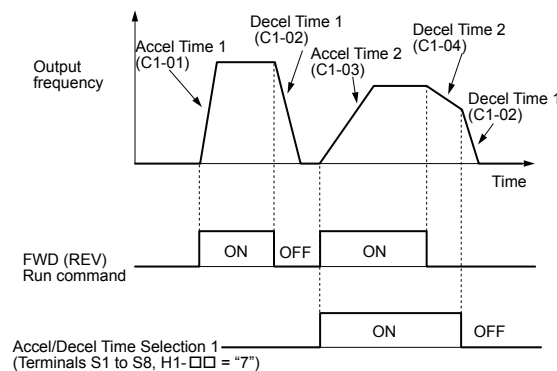 Output
frequency
Accel Time 1
(C1-01)
Decel Time 1
(C1-02)
Accel Time 2
(C1-03)
Decel Time 2
(C1-04)
Decel Time 1
(C1-02)
Time
FWD (REV)
Run command
ON
OFF
ON
Accel/Decel Time Selection 1
(Terminals S1 to S8, H1-□□ = “7”)
ON
OFF